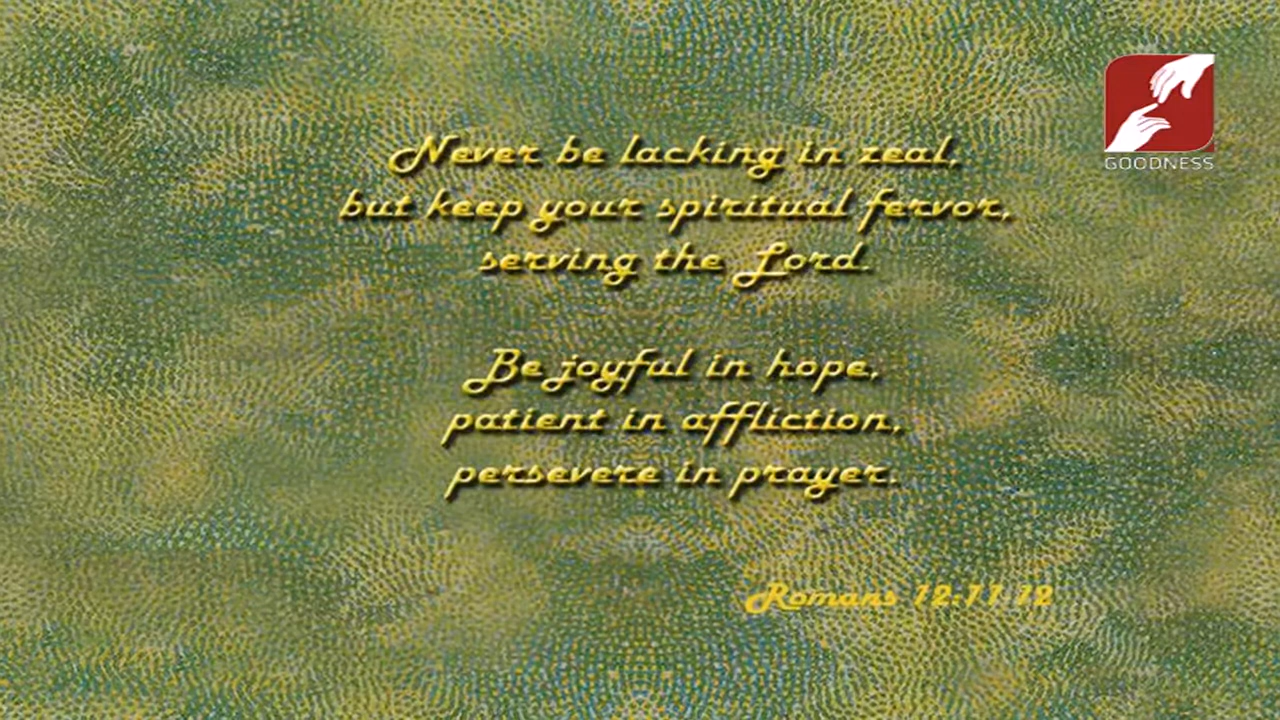 GOODNESS
Never be lacking in zeal,
but keep your spiritual fervor,
serving the Lord.
Be joyful in hope,
patient in affliction,
persevere in prayer.
Romans 12:11 12